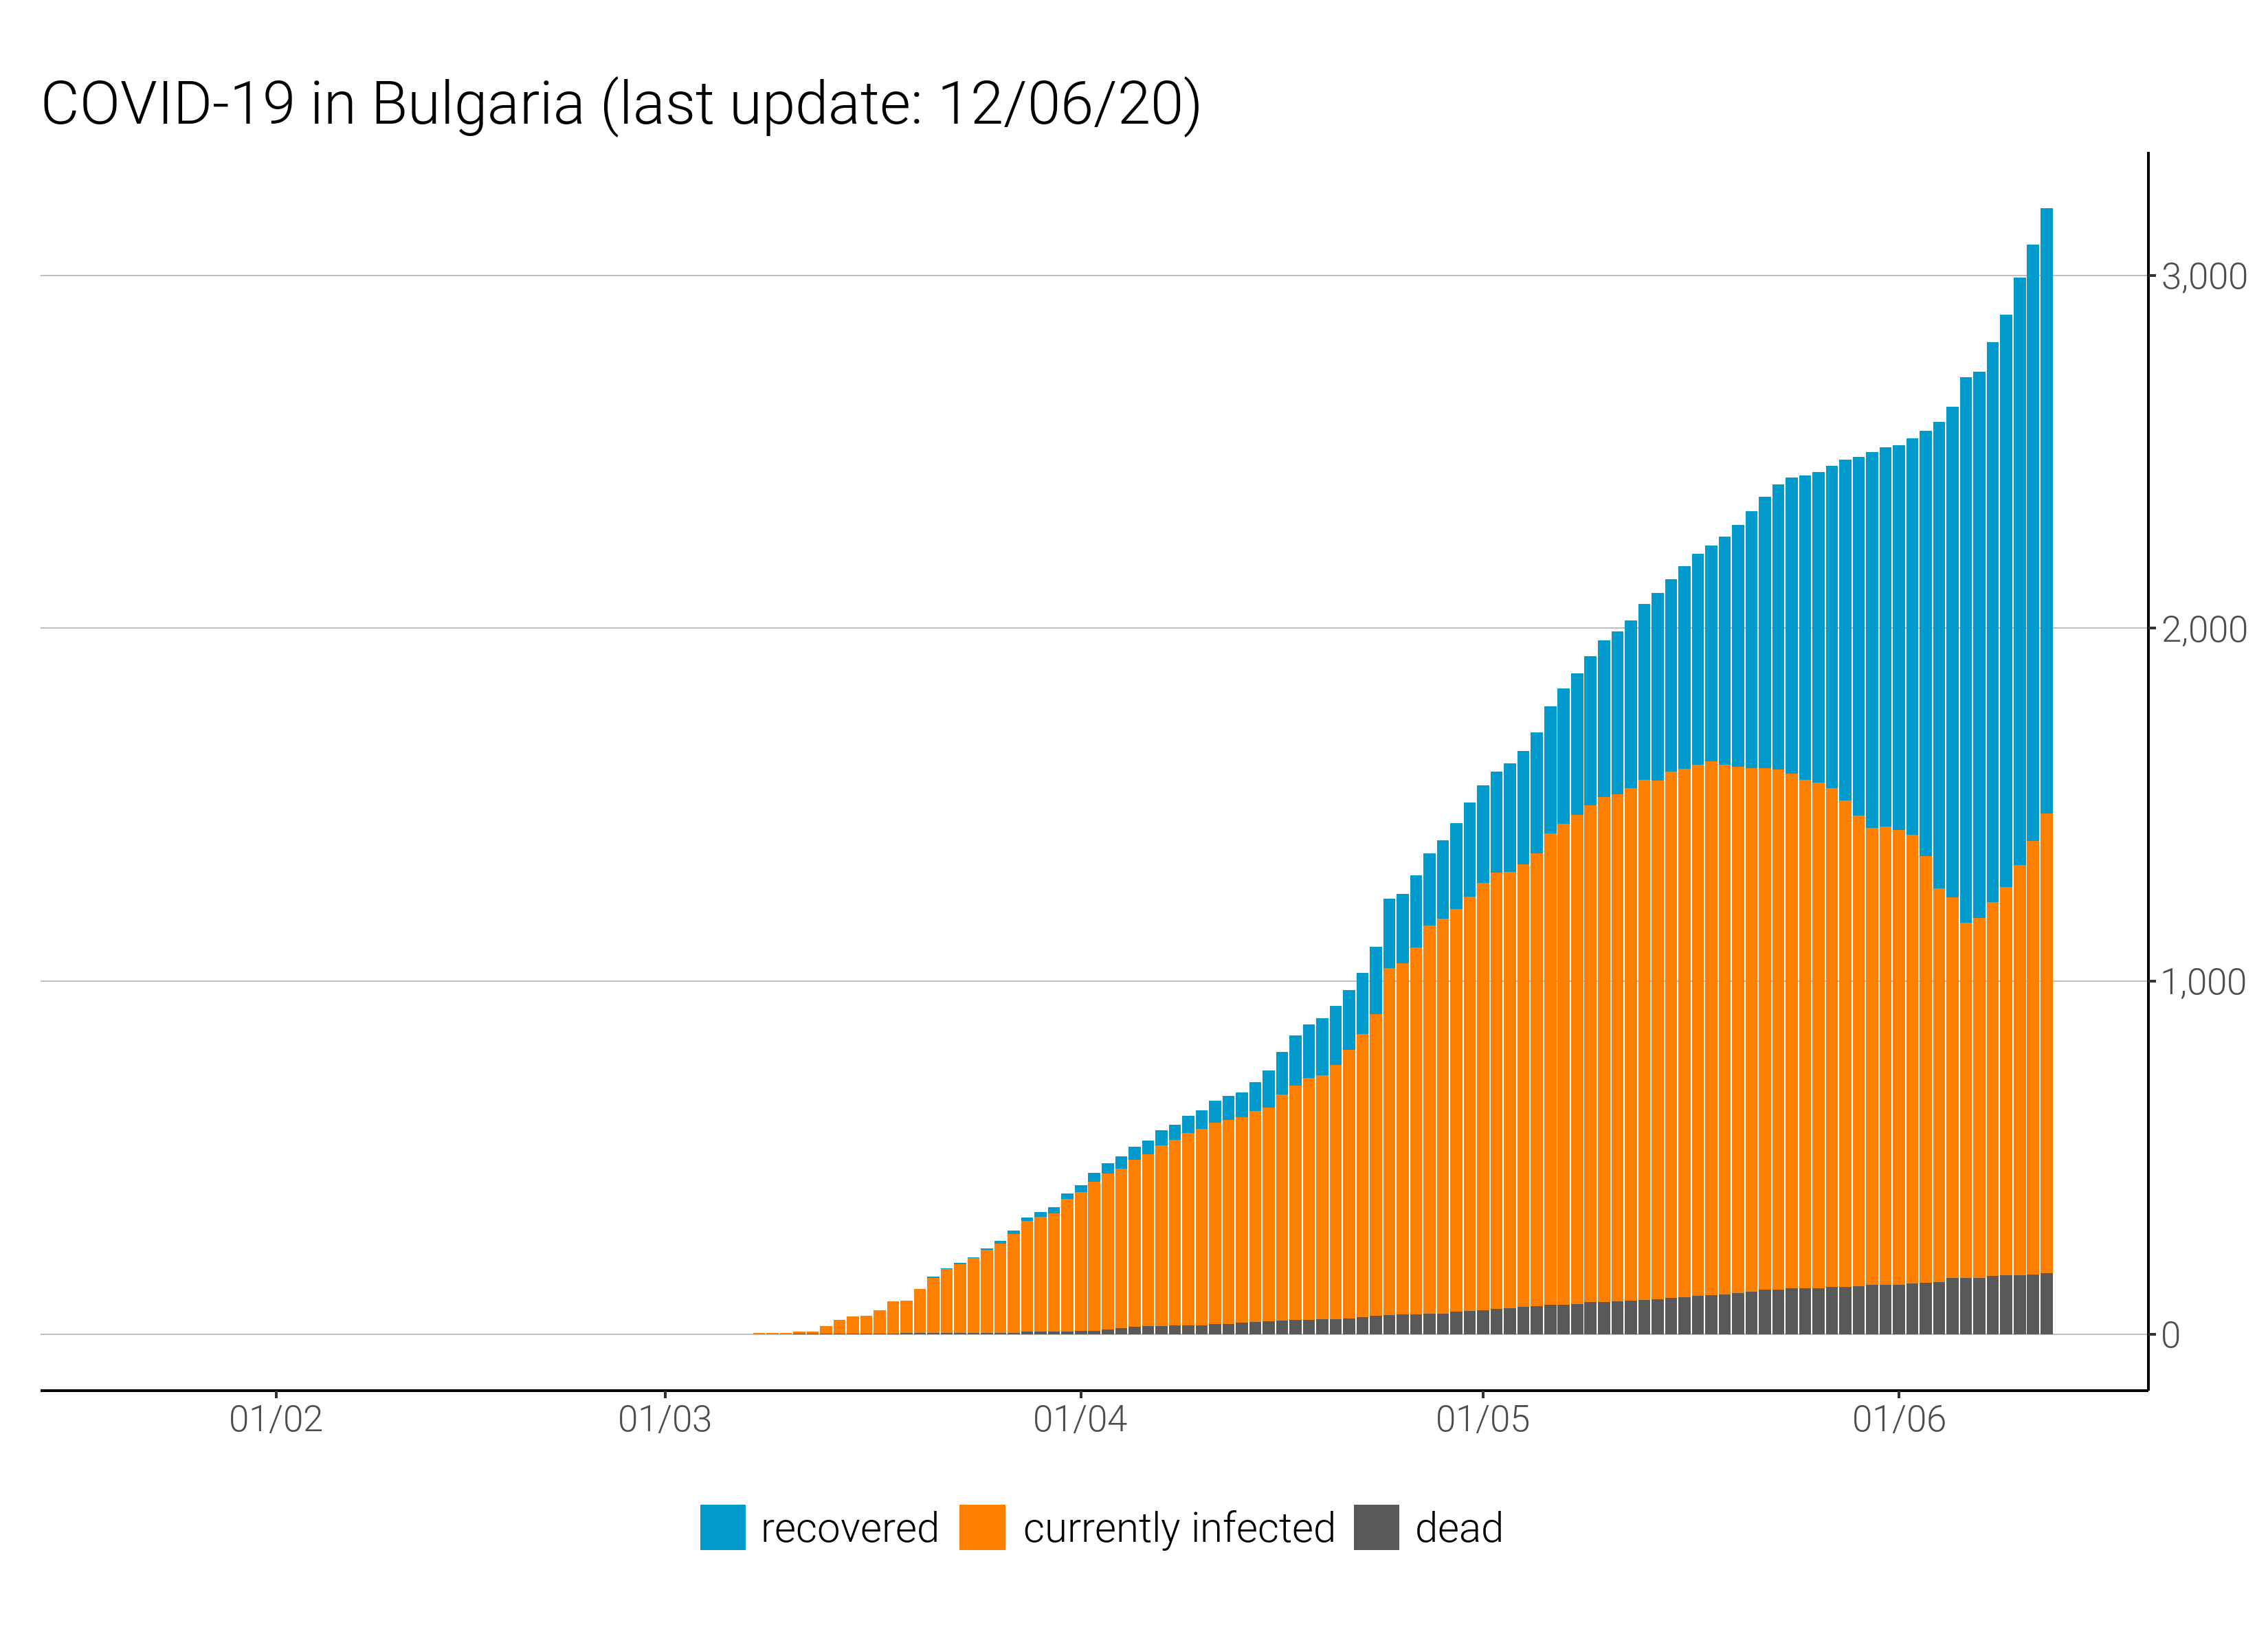 COVID-19 in Bulgaria (last update: 12/06/20)
3,000
2,000
1,000
0
01/02 01/03 01/04 01/05 01/06
recovered currently infected dead